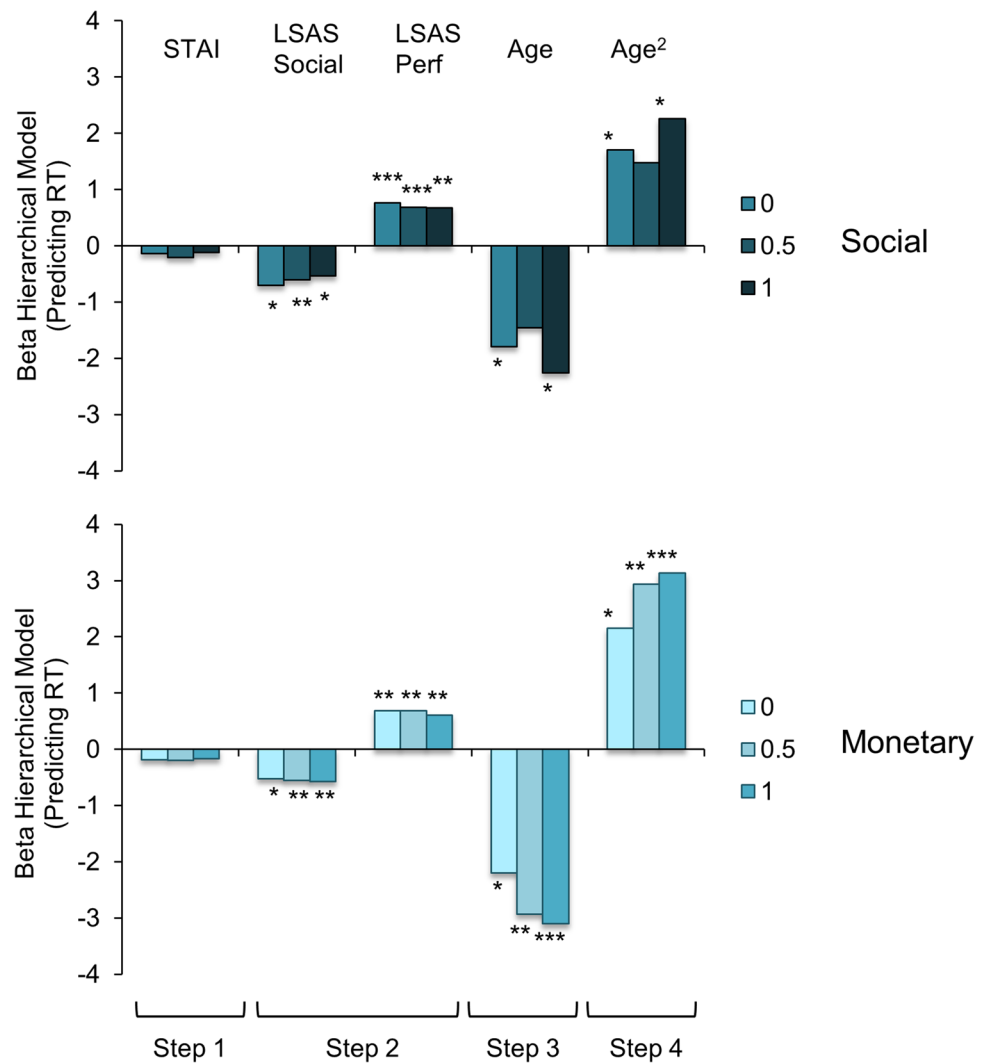 4
3
2
1
0
-1
-2
-3
-4
Beta Hierarchical Model
(Predicting RT)
STAI
LSAS
Social
LSAS
Perf
Age
Age²
*
**
*
***
***
**
*
*
*
*
0
0.5
1
Social
4
3
2
1
0
-1
-2
-3
-4
Beta Hierarchical Model
(Predicting RT)
*
**
**
**
**
**
*
**
***
*
**
***
0
0.5
1
Monetary
Step 1
Step 2
Step 3
Step 4